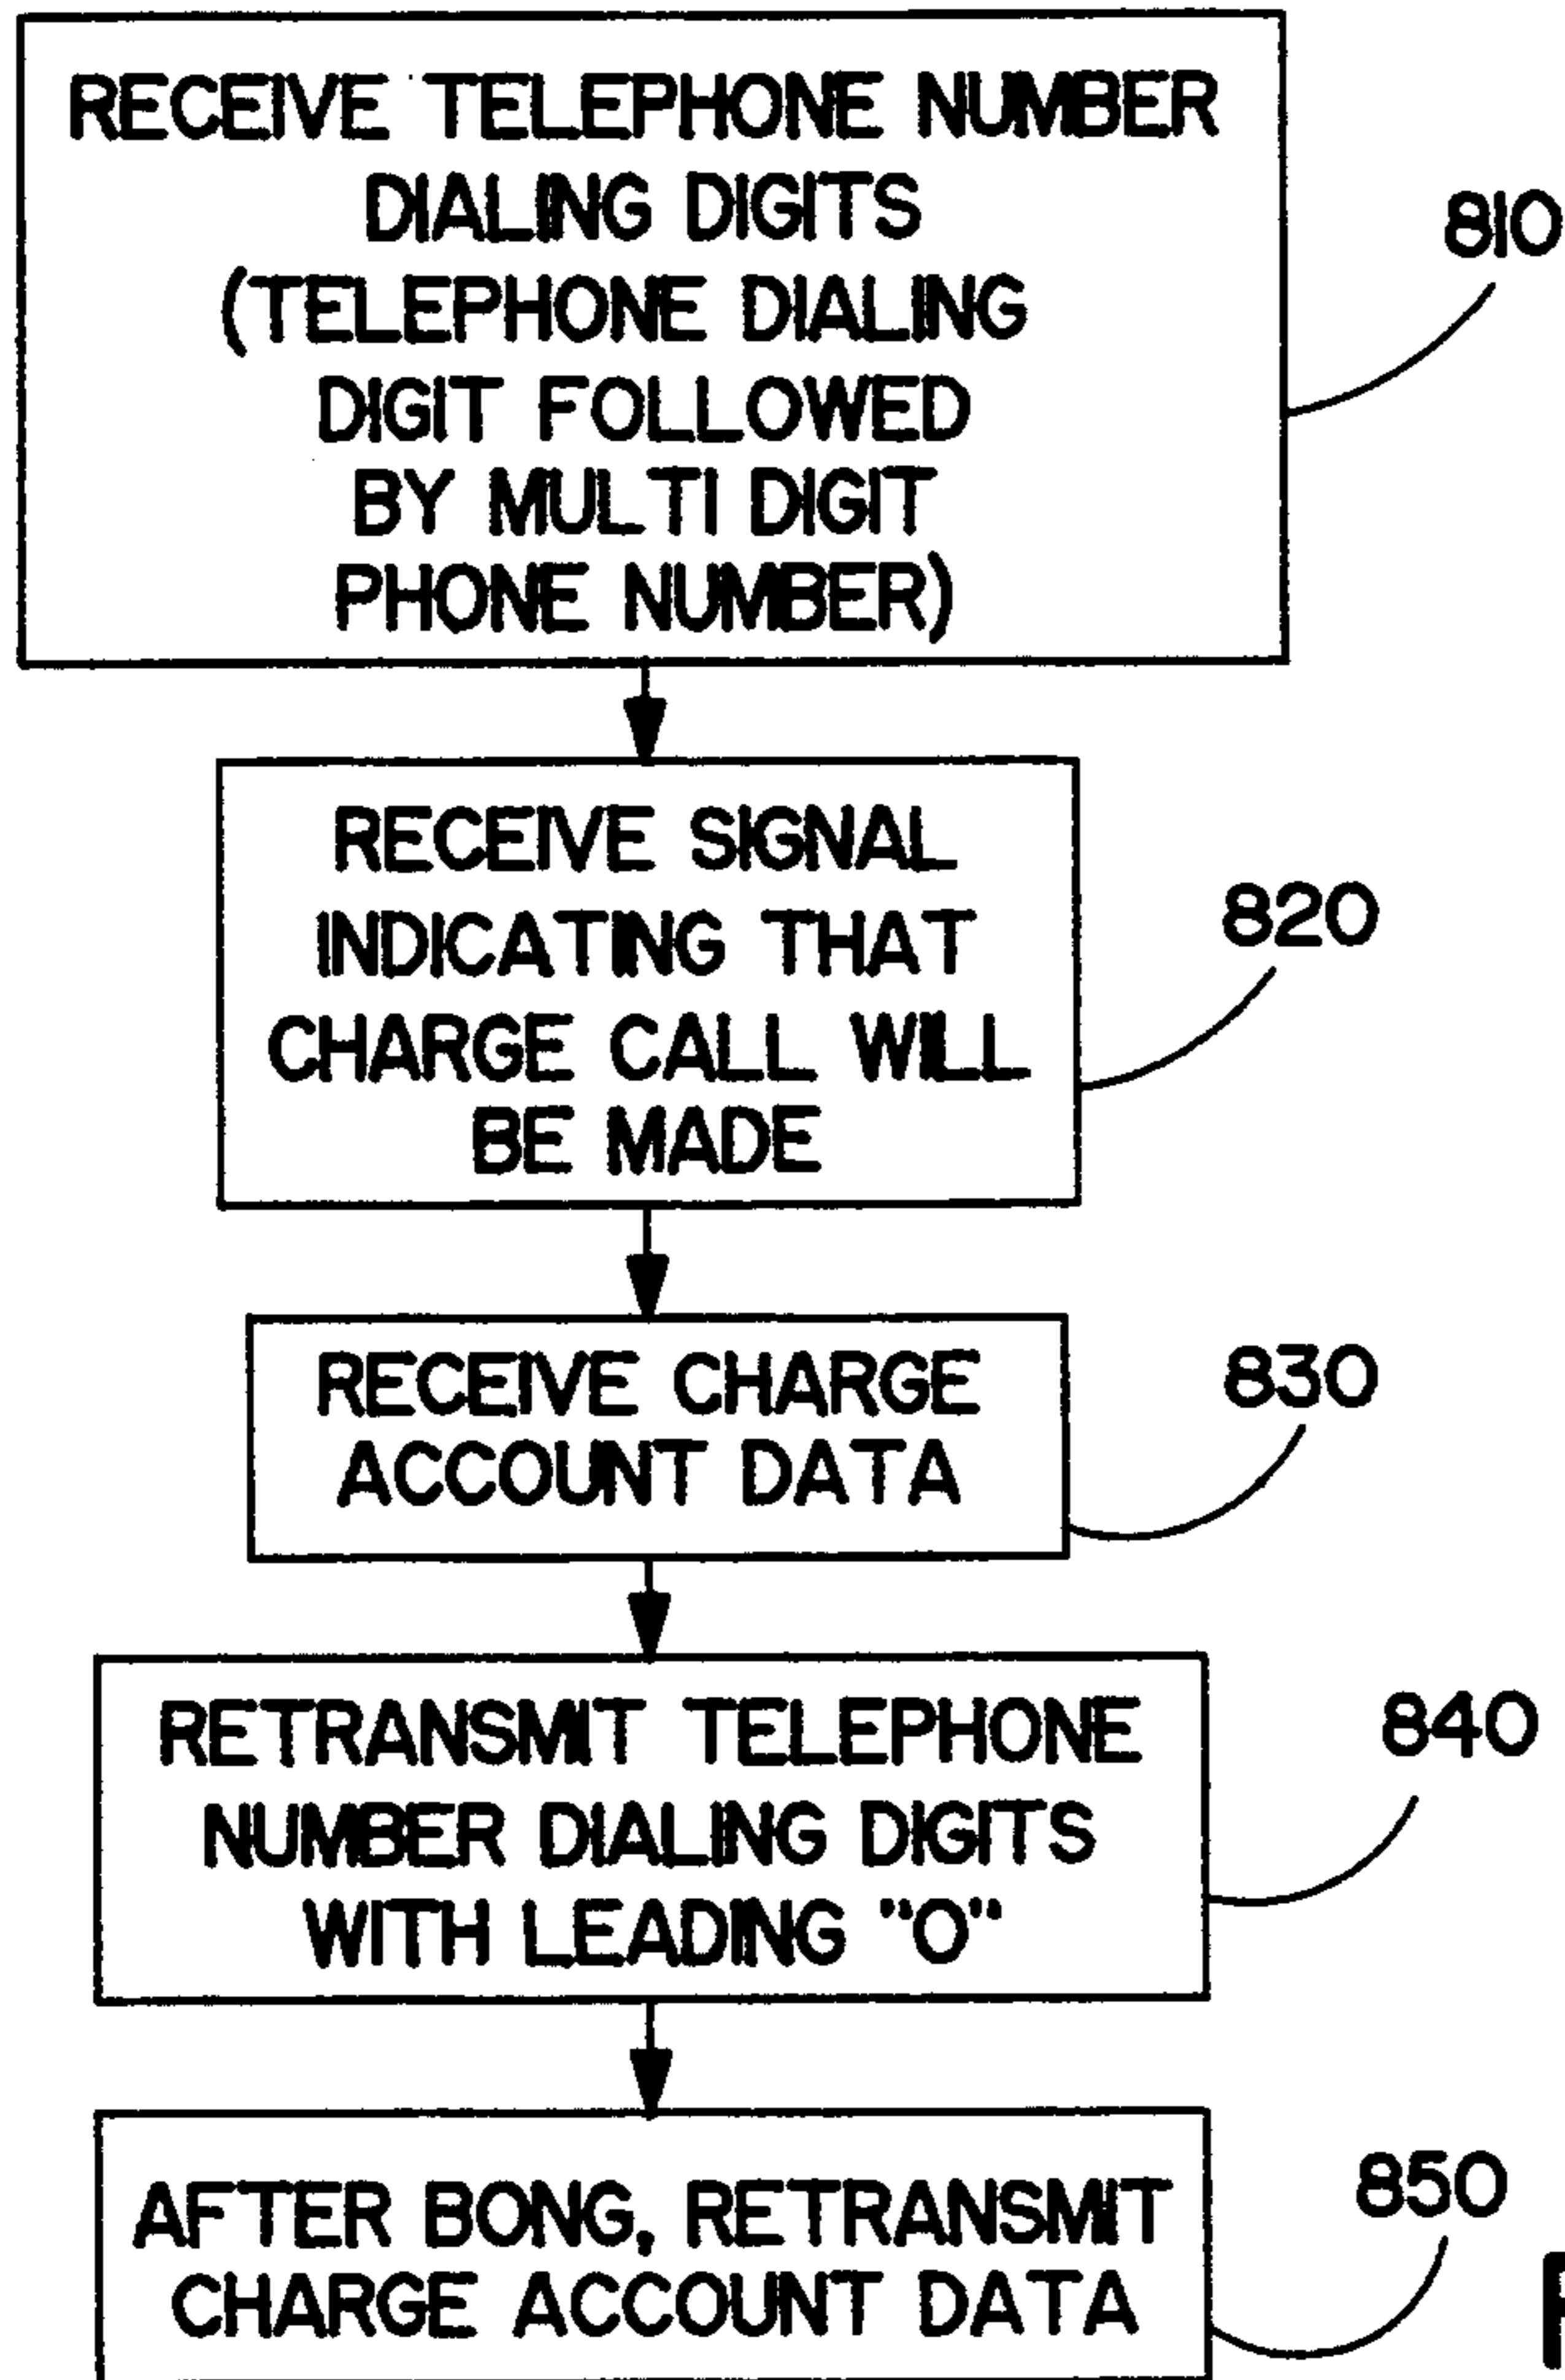 RECEIVE TELEPHONE NUMBER
DIALING DIGITS
(TELEPHONE DIALING
DIGIT FOLLOWED
BY MULTI DIGIT
PHONE NUMBER)
810
RECEIVE SIGNAL
INDICATING THAT
CHARGE CALL WILL
BE MADE
820
RECEIVE CHARGE
ACCOUNT DATA
830
RETRANSMIT TELEPHONE
NUMBER DIALING DIGITS
WITH LEADING "O"
840
AFTER BONG, RETRANSMIT
CHARGE ACCOUNT DATA
850